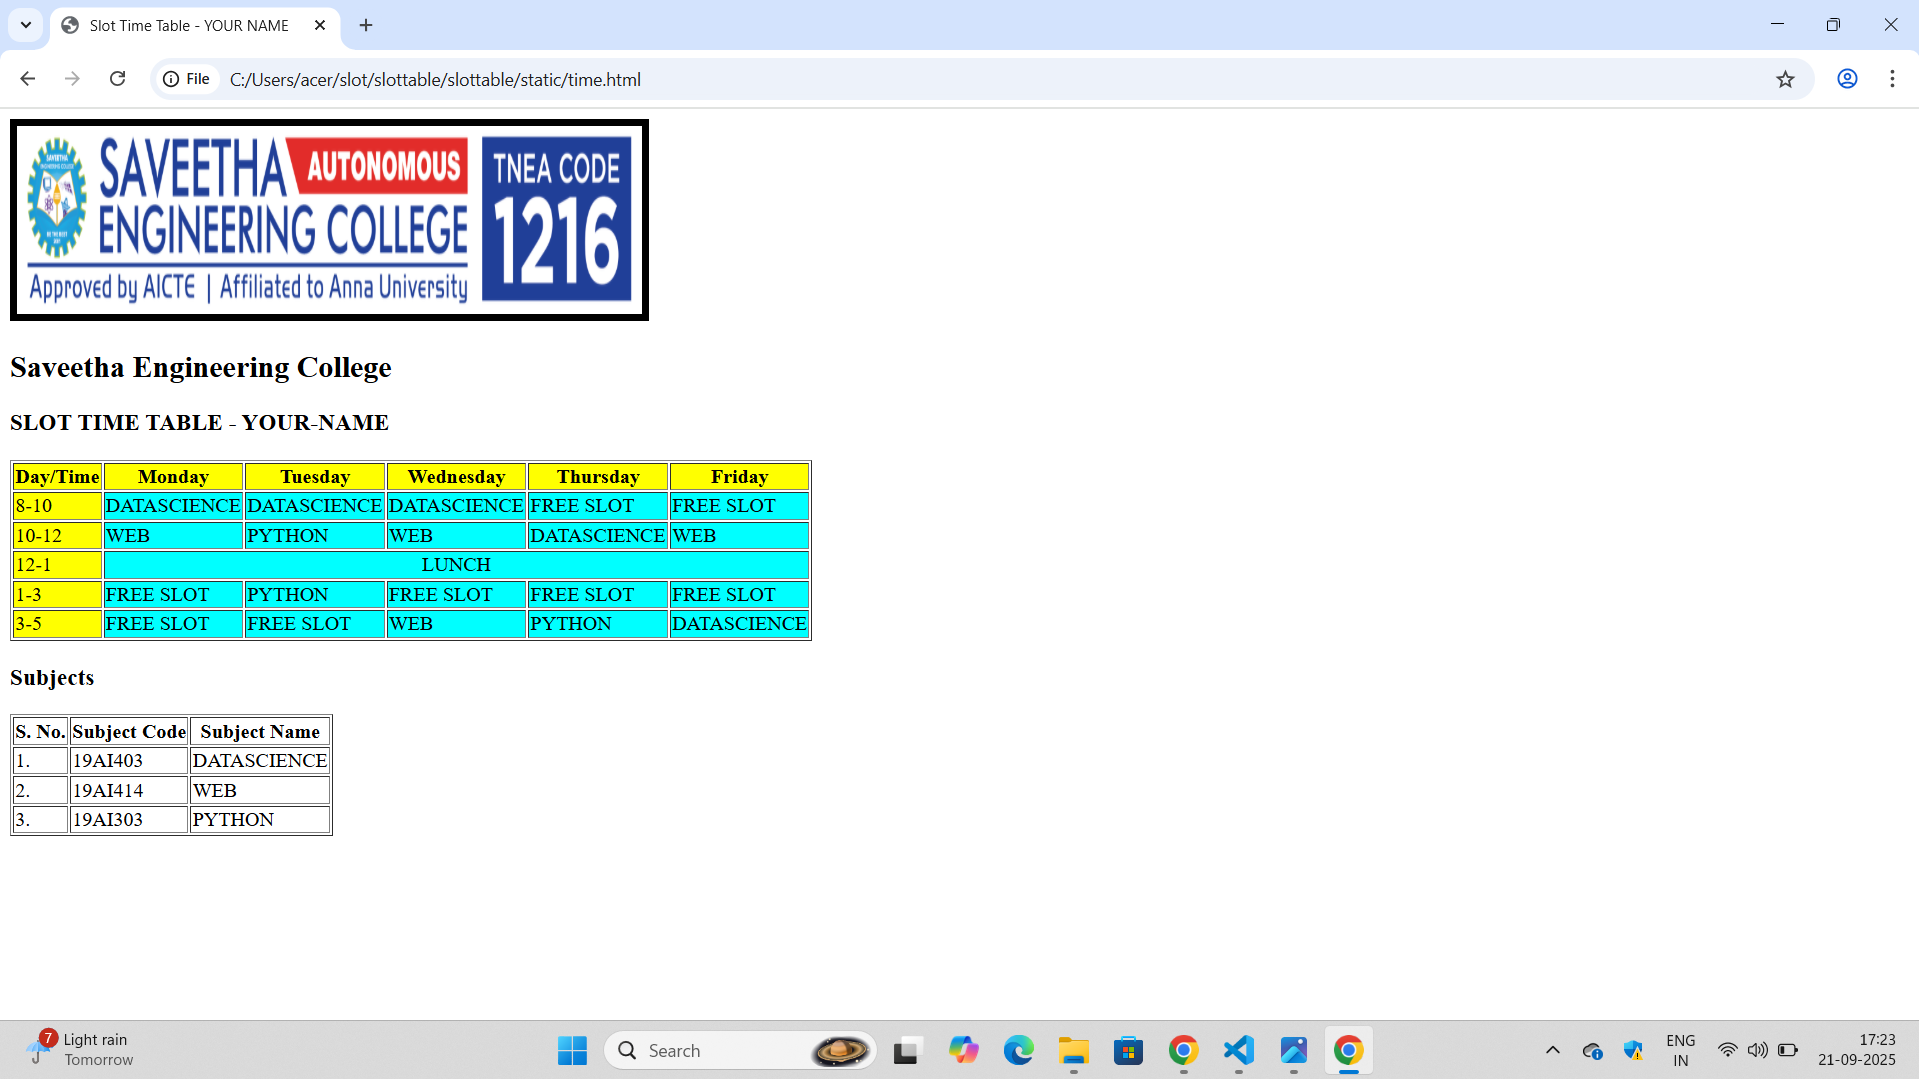 Slot Time Table - YOUR NAME
File C:/Users/acer/slot/slottable/slottable/static/time.html
SAVEETHA AUTONOMOUS
ENGINEERING COLLEGE
Approved by AICTE | Affiliated to Anna University
TNEA CODE
1216
Saveetha Engineering College
SLOT TIME TABLE - YOUR-NAME
Day/Time Monday Tuesday Wednesday Thursday Friday
8-10 DATASCIENCE DATASCIENCE DATASCIENCE FREE SLOT FREE SLOT
10-12 WEB PYTHON WEB DATASCIENCE WEB
12-1 LUNCH
1-3 FREE SLOT PYTHON FREE SLOT FREE SLOT FREE SLOT
3-5 FREE SLOT FREE SLOT WEB PYTHON DATASCIENCE
Subjects
S. No. Subject Code Subject Name
1. 19AI403 DATASCIENCE
2. 19AI414 WEB
3. 19AI303 PYTHON
7 Light rain
Tomorrow
Search
ENG
IN
17:23
21-09-2025